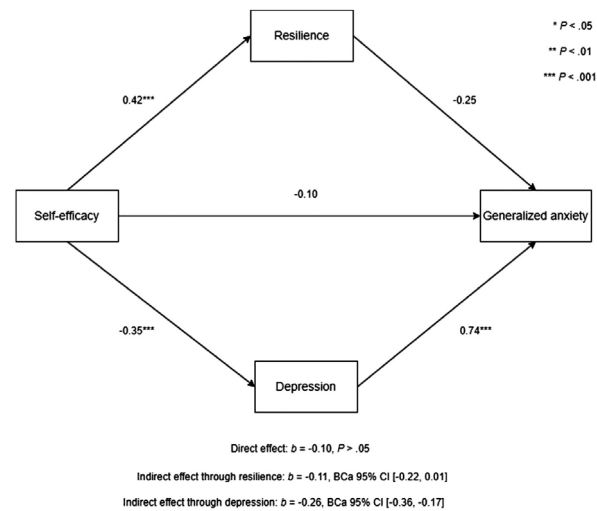 Resilience
* P < .05
** P < .01
*** P < .001
0.42***
-0.25
-0.10
Self-efficacy
Generalized anxiety
-0.35***
0.74***
Depression
Direct effect: b = -0.10, P > .05
Indirect effect through resilience: b = -0.11, BCa 95% CI [-0.22, 0.01]
Indirect effect through depression: b = -0.26, BCa 95% CI [-0.36, -0.17]